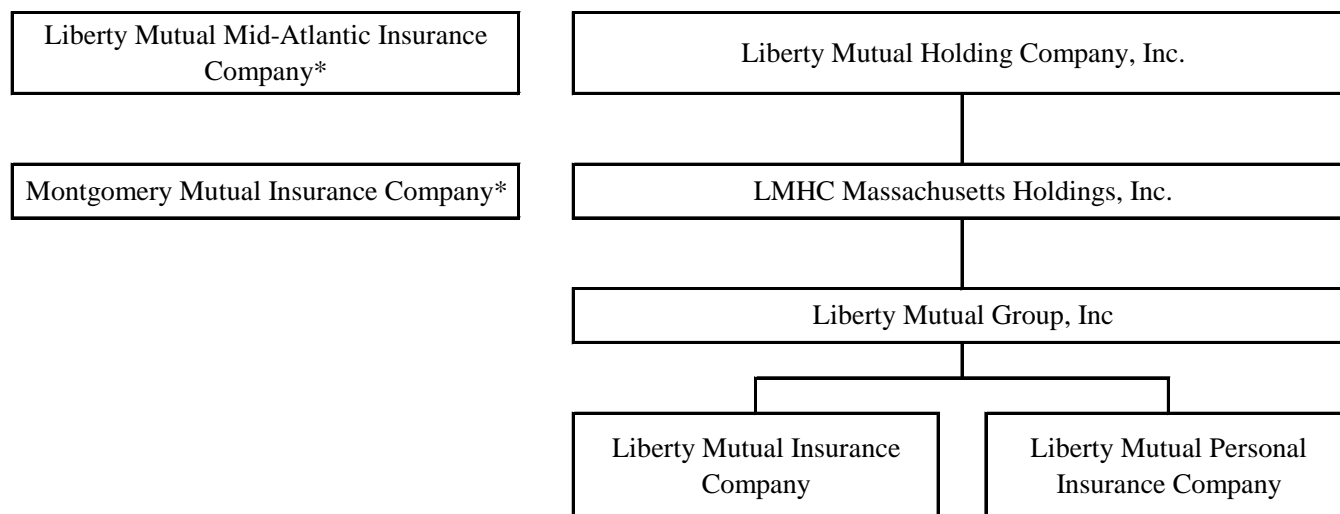 Liberty Mutual Mid-Atlantic Insurance
Company*
Liberty Mutual Holding Company, Inc.
Montgomery Mutual Insurance Company*
LMHC Massachusetts Holdings, Inc.
Liberty Mutual Group, Inc
Liberty Mutual Insurance
Company
Liberty Mutual Personal
Insurance Company